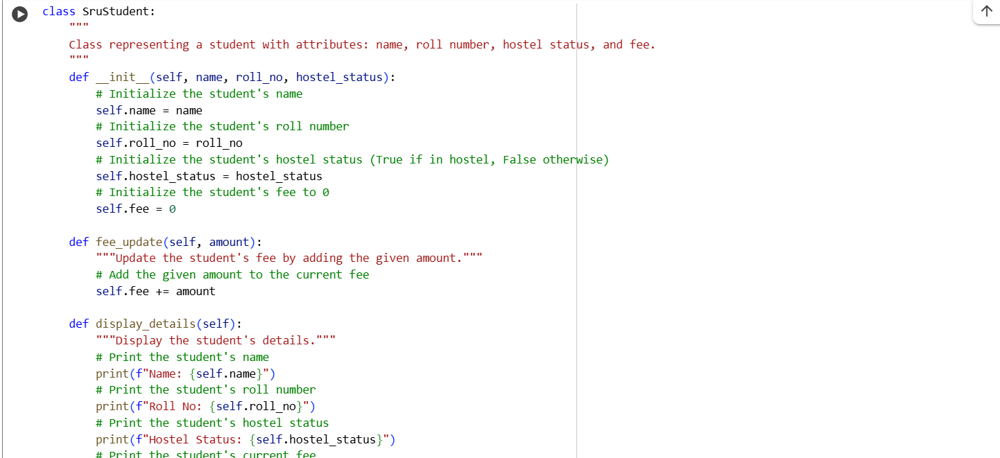 class SruStudent:
    """
    Class representing a student with attributes: name, roll number, hostel status, and fee.
    """
    def __init__(self, name, roll_no, hostel_status):
        # Initialize the student's name
        self.name = name
        # Initialize the student's roll number
        self.roll_no = roll_no
        # Initialize the student's hostel status (True if in hostel, False otherwise)
        self.hostel_status = hostel_status
        # Initialize the student's fee to 0
        self.fee = 0

    def fee_update(self, amount):
        """Update the student's fee by adding the given amount."""
        # Add the given amount to the current fee
        self.fee += amount

    def display_details(self):
        """Display the student's details."""
        # Print the student's name
        print(f"Name: {self.name}")
        # Print the student's roll number
        print(f"Roll No: {self.roll_no}")
        # Print the student's hostel status
        print(f"Hostel Status: {self.hostel_status}")
        # Print the student's current fee